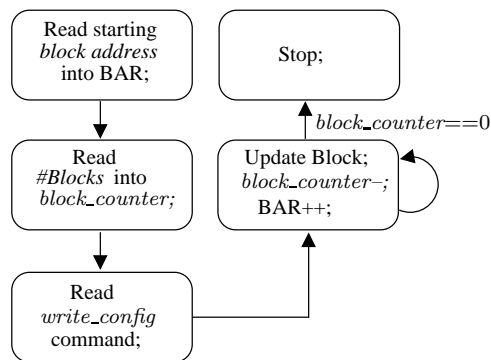 Read starting
block address
into BAR;
Read
#Blocks into
block_counter;
Read
write_config
command;
Stop;
block_counter==0
Update Block;
block_counter–;
BAR++;